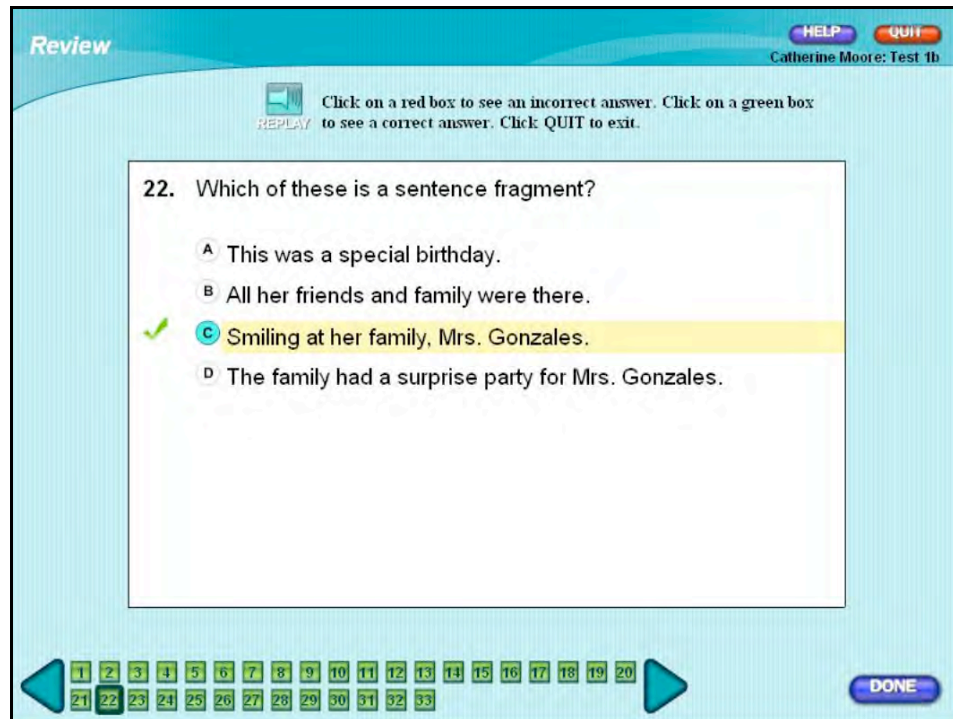 Review
HELP QUIT
Catherine Moore: Test 1b
REPLAY
Click on a red box to see an incorrect answer. Click on a green box
to see a correct answer. Click QUIT to exit.
22. Which of these is a sentence fragment?
A This was a special birthday.
B All her friends and family were there.
C Smiling at her family, Mrs. Gonzales.
D The family had a surprise party for Mrs. Gonzales.
1 2 3 4 5 6 7 8 9 10 11 12 13 14 15 16 17 18 19 20
21 22 23 24 25 26 27 28 29 30 31 32 33
DONE